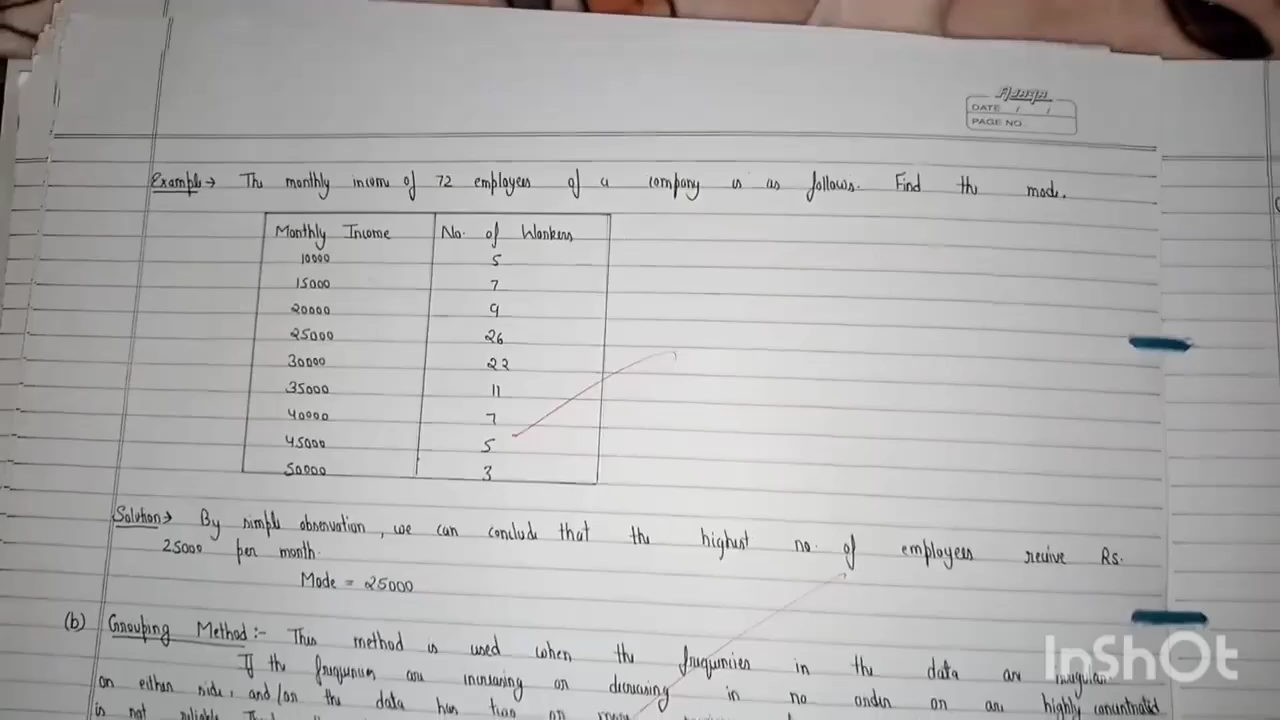 Ajanta
DATE / /
PAGE NO.
Example → The monthly income of 72 employees of a company is as follows. Find the mode.
Monthly Income No. of Workers
10000 5
15000 7
20000 9
25000 26
30000 22
35000 11
40000 7
45000 5
50000 3
Solution → By simple observation, we can conclude that the highest no. of employees receive Rs.
25000 per month.
Mode = 25000
(b) Grouping Method :- This method is used when the frequencies in the data are irregular.
If the frequencies are increasing or decreasing in no order or are highly concentrated
on either side, and/or the data has two or more
is not reliable.
InShOt